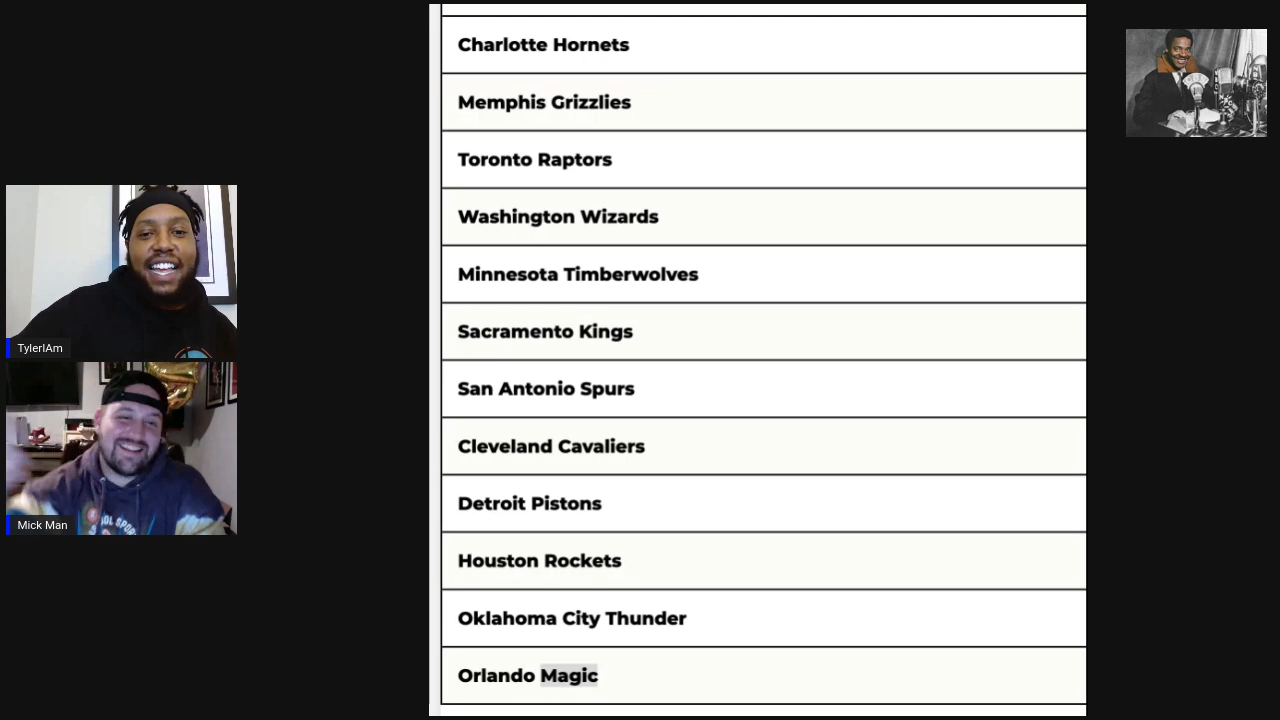 Charlotte Hornets
Memphis Grizzlies
Toronto Raptors
Washington Wizards
Minnesota Timberwolves
Sacramento Kings
San Antonio Spurs
Cleveland Cavaliers
Detroit Pistons
Houston Rockets
Oklahoma City Thunder
Orlando Magic
TylerIAm
Mick Man